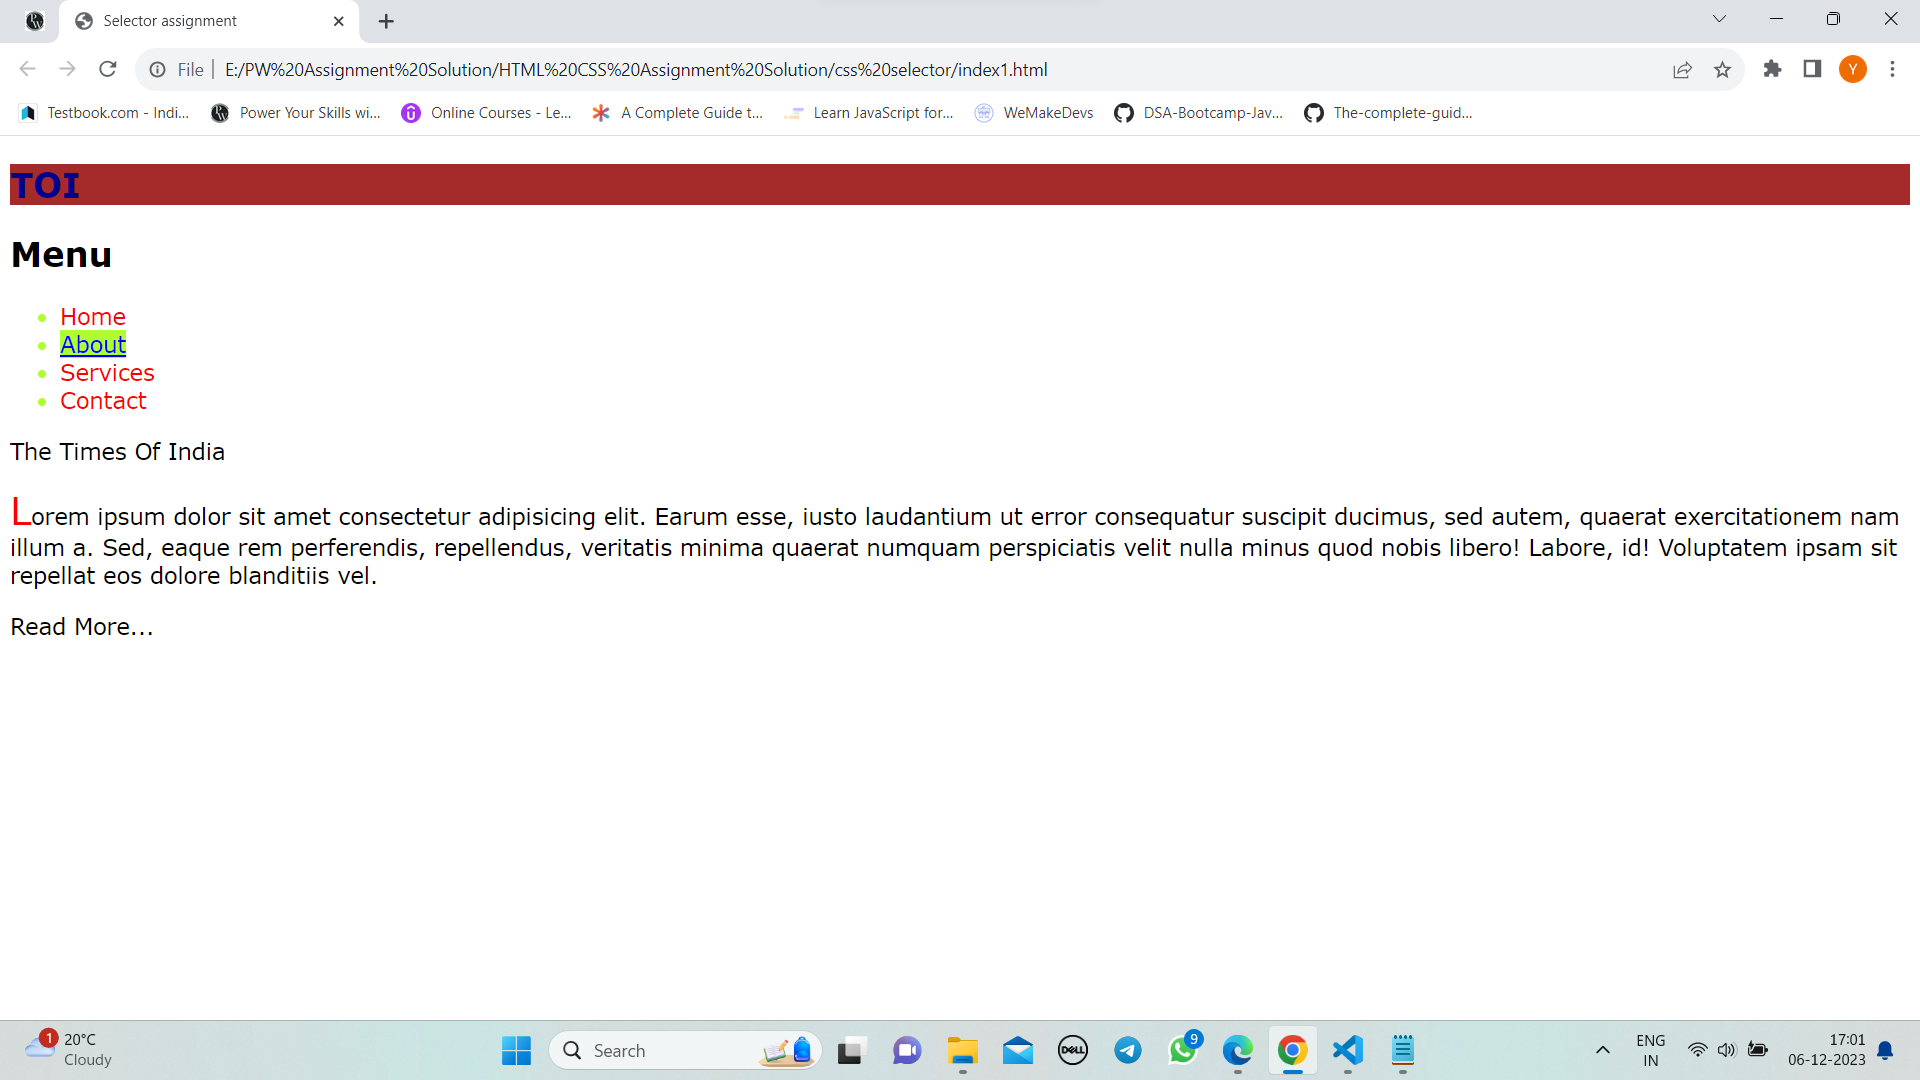 Selector assignment
File
E:/PW%20Assignment%20Solution/HTML%20CSS%20Assignment%20Solution/css%20selector/index1.html
Y
Testbook.com - Indi...
Power Your Skills wi...
Online Courses - Le...
A Complete Guide t...
Learn JavaScript for...
WeMakeDevs
DSA-Bootcamp-Jav...
The-complete-guid...
TOI
Menu
Home
About
Services
Contact
The Times Of India
Lorem ipsum dolor sit amet consectetur adipisicing elit. Earum esse, iusto laudantium ut error consequatur suscipit ducimus, sed autem, quaerat exercitationem nam
illum a. Sed, eaque rem perferendis, repellendus, veritatis minima quaerat numquam perspiciatis velit nulla minus quod nobis libero! Labore, id! Voluptatem ipsam sit
repellat eos dolore blanditiis vel.
Read More...
1
20°C
Cloudy
Search
DELL
9
ENG
IN
17:01
06-12-2023